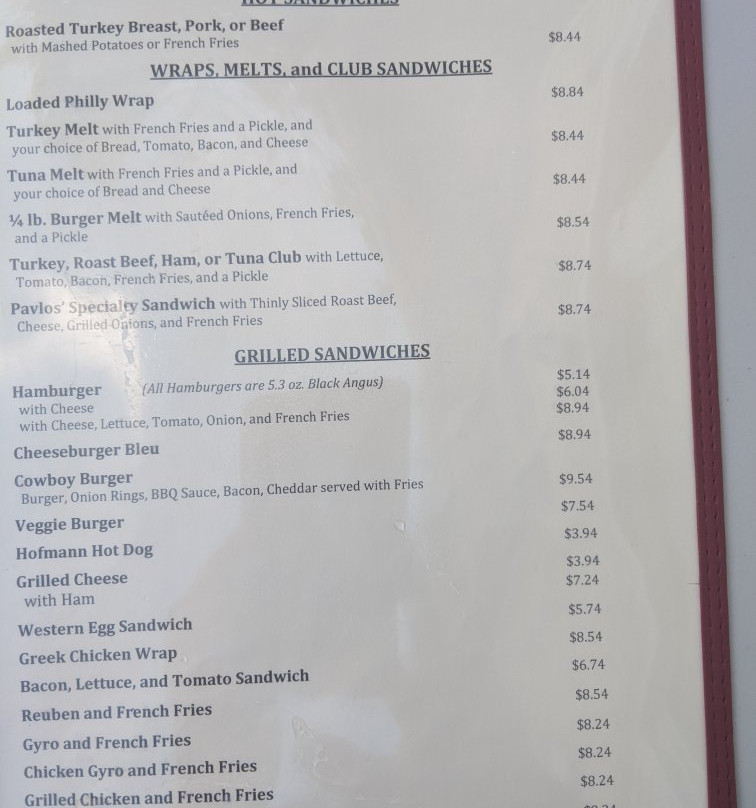 HOT SANDWICHES
Roasted Turkey Breast, Pork, or Beef $8.44
with Mashed Potatoes or French Fries
WRAPS, MELTS, and CLUB SANDWICHES
Loaded Philly Wrap $8.84
Turkey Melt with French Fries and a Pickle, and $8.44
your choice of Bread, Tomato, Bacon, and Cheese
Tuna Melt with French Fries and a Pickle, and $8.44
your choice of Bread and Cheese
¼ lb. Burger Melt with Sautéed Onions, French Fries, $8.54
and a Pickle
Turkey, Roast Beef, Ham, or Tuna Club with Lettuce, $8.74
Tomato, Bacon, French Fries, and a Pickle
Pavlos' Specialty Sandwich with Thinly Sliced Roast Beef, $8.74
Cheese, Grilled Onions, and French Fries
GRILLED SANDWICHES
Hamburger (All Hamburgers are 5.3 oz. Black Angus) $5.14
with Cheese $6.04
with Cheese, Lettuce, Tomato, Onion, and French Fries $8.94
Cheeseburger Bleu $8.94
Cowboy Burger $9.54
Burger, Onion Rings, BBQ Sauce, Bacon, Cheddar served with Fries
Veggie Burger $7.54
Hofmann Hot Dog $3.94
Grilled Cheese $3.94
with Ham $7.24
Western Egg Sandwich $5.74
Greek Chicken Wrap $8.54
Bacon, Lettuce, and Tomato Sandwich $6.74
Reuben and French Fries $8.54
Gyro and French Fries $8.24
Chicken Gyro and French Fries $8.24
Grilled Chicken and French Fries $8.24